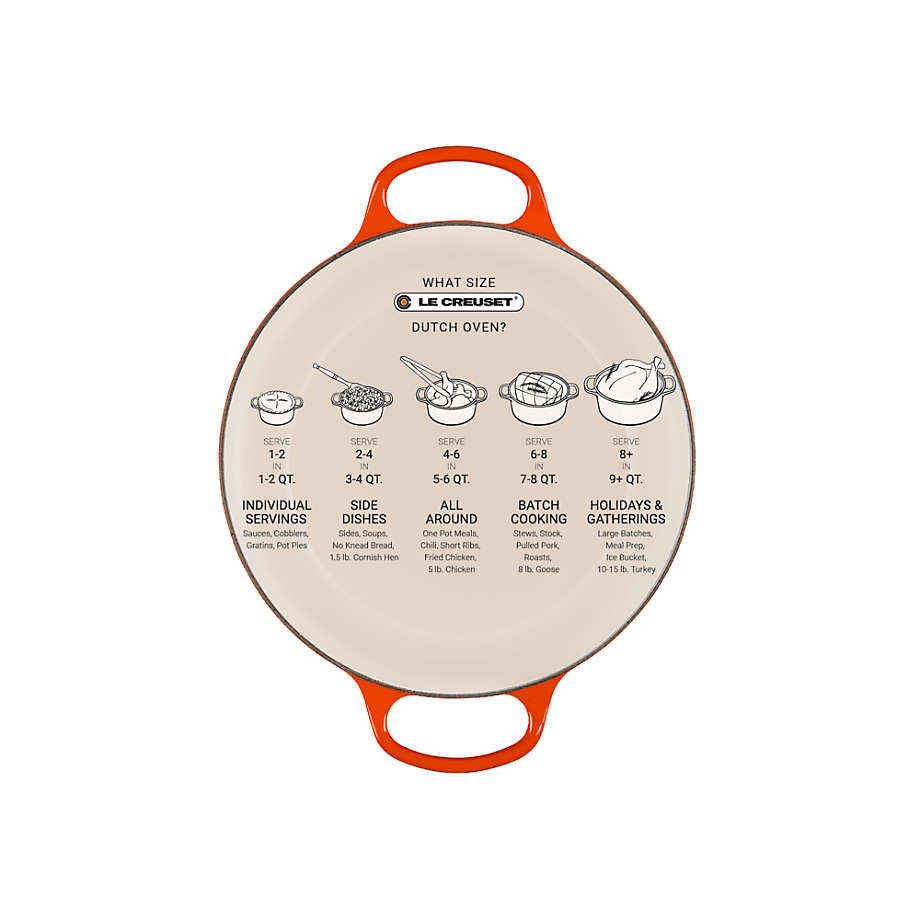 WHAT SIZE
LE CREUSET®
DUTCH OVEN?
SERVE
1-2
IN
1-2 QT.
INDIVIDUAL
SERVINGS
Sauces, Cobblers,
Gratins, Pot Pies
SERVE
2-4
IN
3-4 QT.
SIDE
DISHES
Sides, Soups,
No Knead Bread,
1.5 lb. Cornish Hen
SERVE
4-6
IN
5-6 QT.
ALL
AROUND
One Pot Meals,
Chili, Short Ribs,
Fried Chicken,
5 lb. Chicken
SERVE
6-8
IN
7-8 QT.
BATCH
COOKING
Stews, Stock,
Pulled Pork,
Roasts,
8 lb. Goose
SERVE
8+
IN
9+ QT.
HOLIDAYS &
GATHERINGS
Large Batches,
Meal Prep,
Ice Bucket,
10-15 lb. Turkey